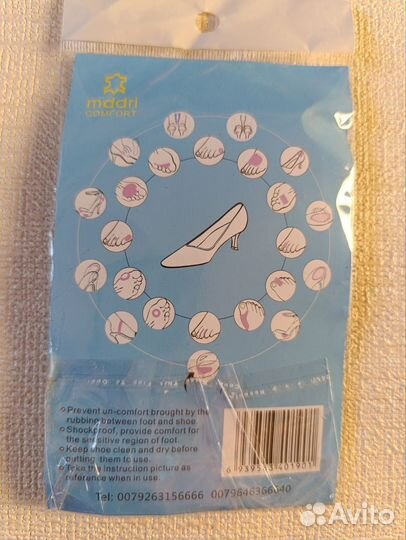 mddri
COMFORT
Prevent un-comfort brought by the
rubbing between foot and shoe
Shockproof, provide comfort for
the sensitive region of foot.
Keep shoe clean and dry before
putting them to use.
Take the instruction picture as
reference when in use.
Tel: 0079263156666 0079646366640
Avito